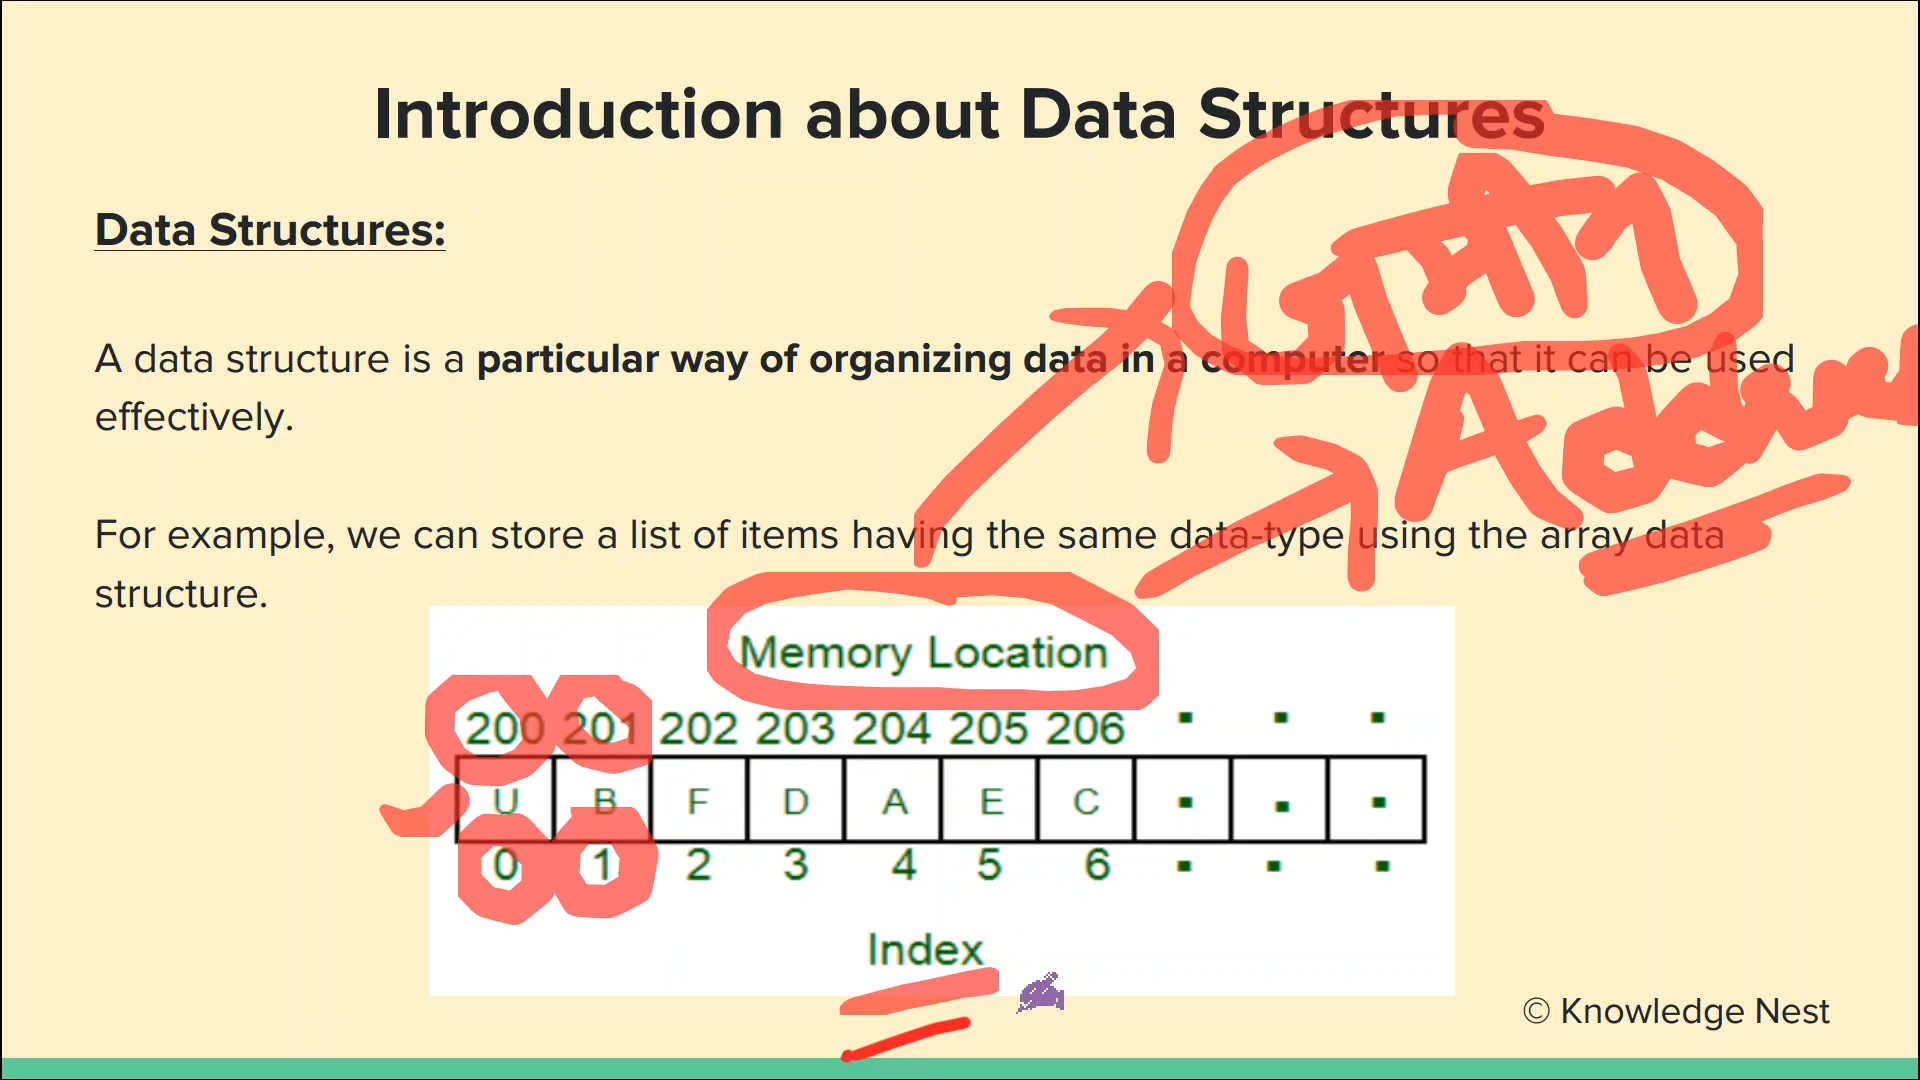 Introduction about Data Structures
Data Structures:
A data structure is a particular way of organizing data in a computer so that it can be used
effectively.
For example, we can store a list of items having the same data-type using the array data
structure.
Memory Location
200 201 202 203 204 205 206 . . .
U B F D A E C . . .
0 1 2 3 4 5 6 . . .
Index
© Knowledge Nest